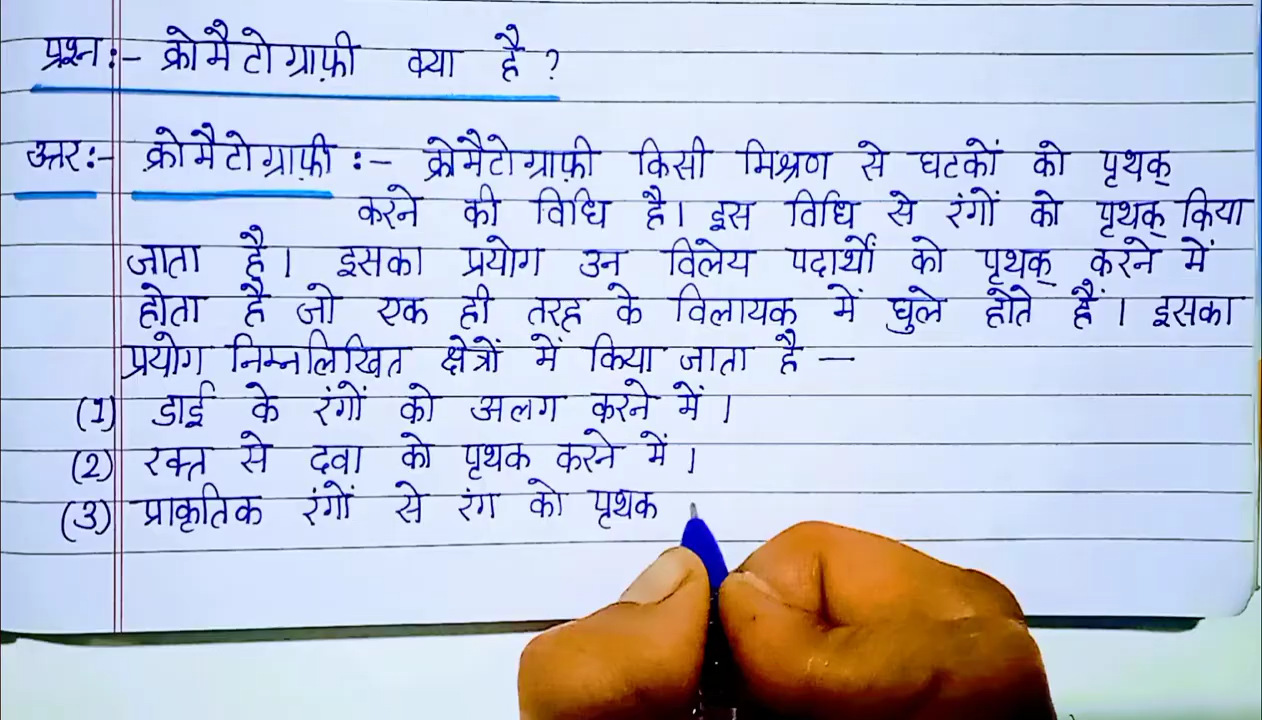 प्रश्न:- क्रोमैटोग्राफ़ी क्या है ?
उत्तर:- क्रोमैटोग्राफ़ी :- क्रोमैटोग्राफ़ी किसी मिश्रण से घटकों को पृथक्
करने की विधि है। इस विधि से रंगों को पृथक् किया
जाता है। इसका प्रयोग उन विलेय पदार्थों को पृथक् करने में
होता है जो एक ही तरह के विलायक में घुले होते हैं। इसका
प्रयोग निम्नलिखित क्षेत्रों में किया जाता है —
(1) डाई के रंगों को अलग करने में।
(2) रक्त से दवा को पृथक करने में।
(3) प्राकृतिक रंगों से रंग को पृथक